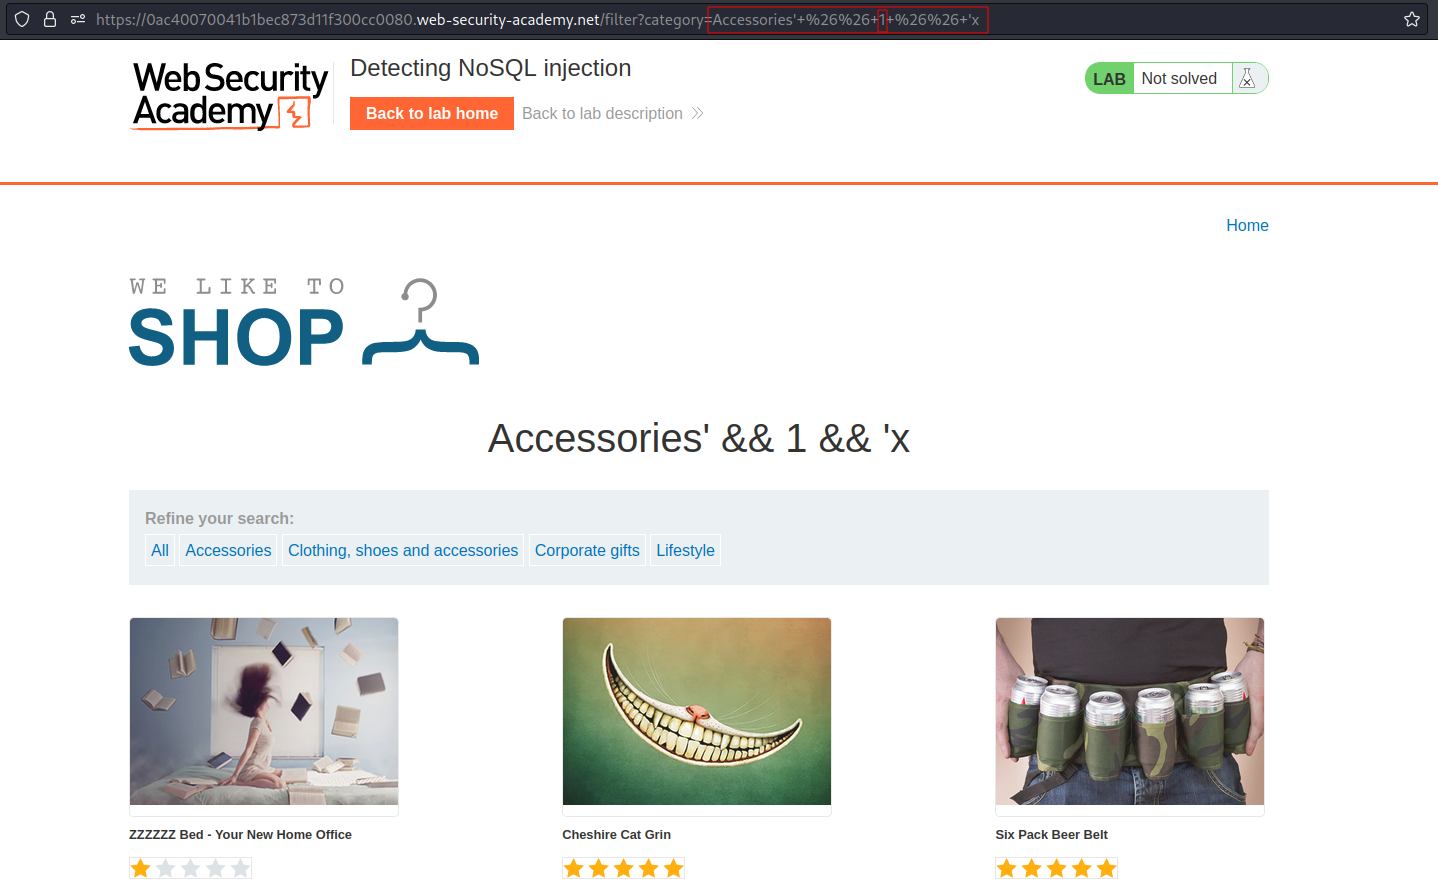 https://0ac40070041b1bec873d11f300cc0080.web-security-academy.net/filter?category=Accessories'+%26%26+1+%26%26+'x
WebSecurity
Academy
Detecting NoSQL injection
Back to lab home
Back to lab description
LAB
Not solved
Home
WE LIKE TO
SHOP
Accessories' && 1 && 'x
Refine your search:
All
Accessories
Clothing, shoes and accessories
Corporate gifts
Lifestyle
ZZZZZZ Bed - Your New Home Office
Cheshire Cat Grin
Six Pack Beer Belt